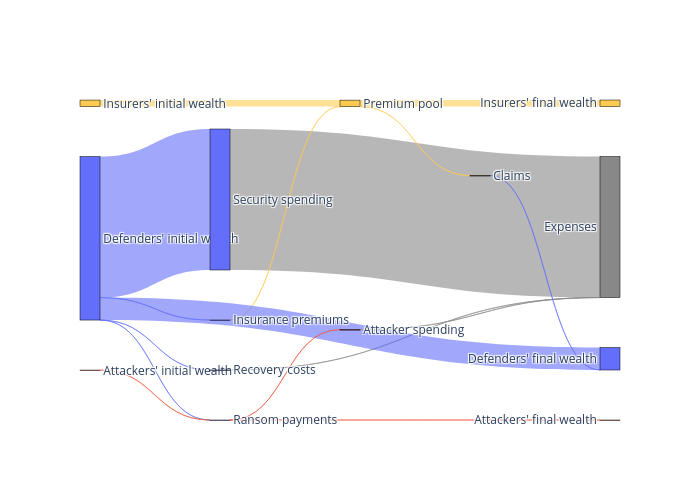 Insurers' initial wealth
Premium pool
Insurers' final wealth
Claims
Security spending
Expenses
Defenders' initial wealth
Insurance premiums
Attacker spending
Defenders' final wealth
Attackers' initial wealth
Recovery costs
Ransom payments
Attackers' final wealth